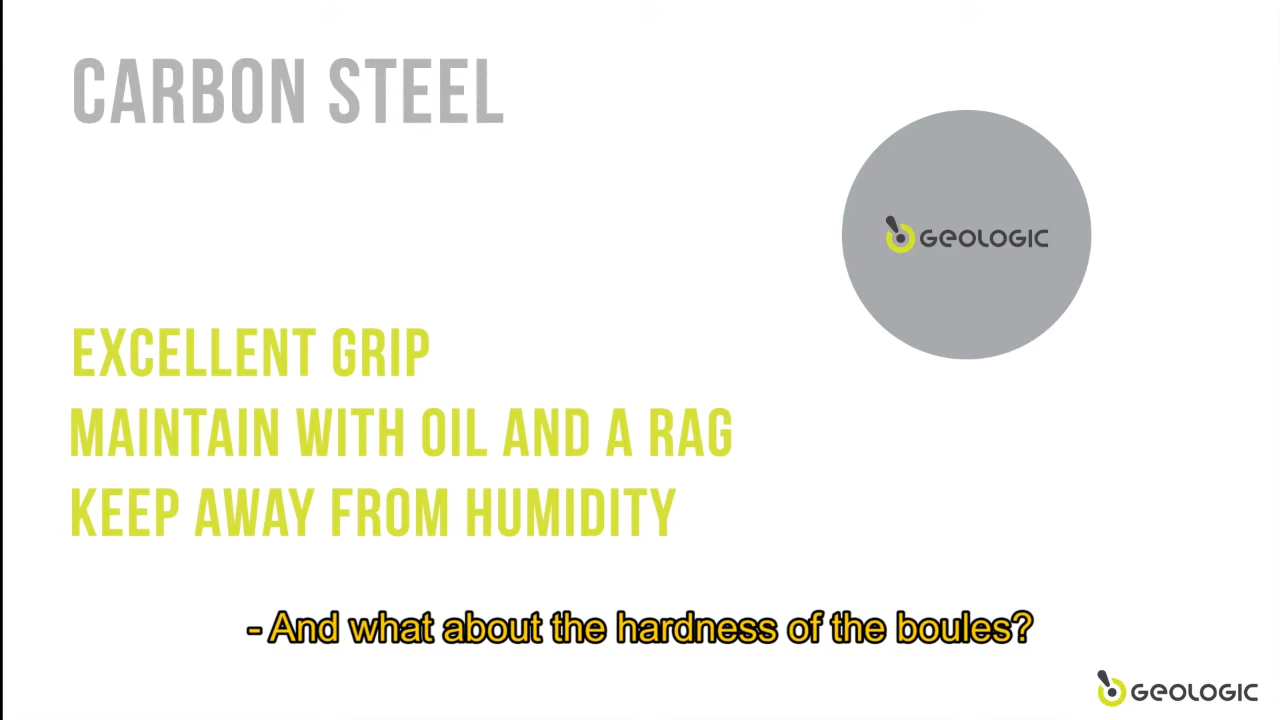 CARBON STEEL
GEOLOGIC
EXCELLENT GRIP
MAINTAIN WITH OIL AND A RAG
KEEP AWAY FROM HUMIDITY
- And what about the hardness of the boules?
GEOLOGIC